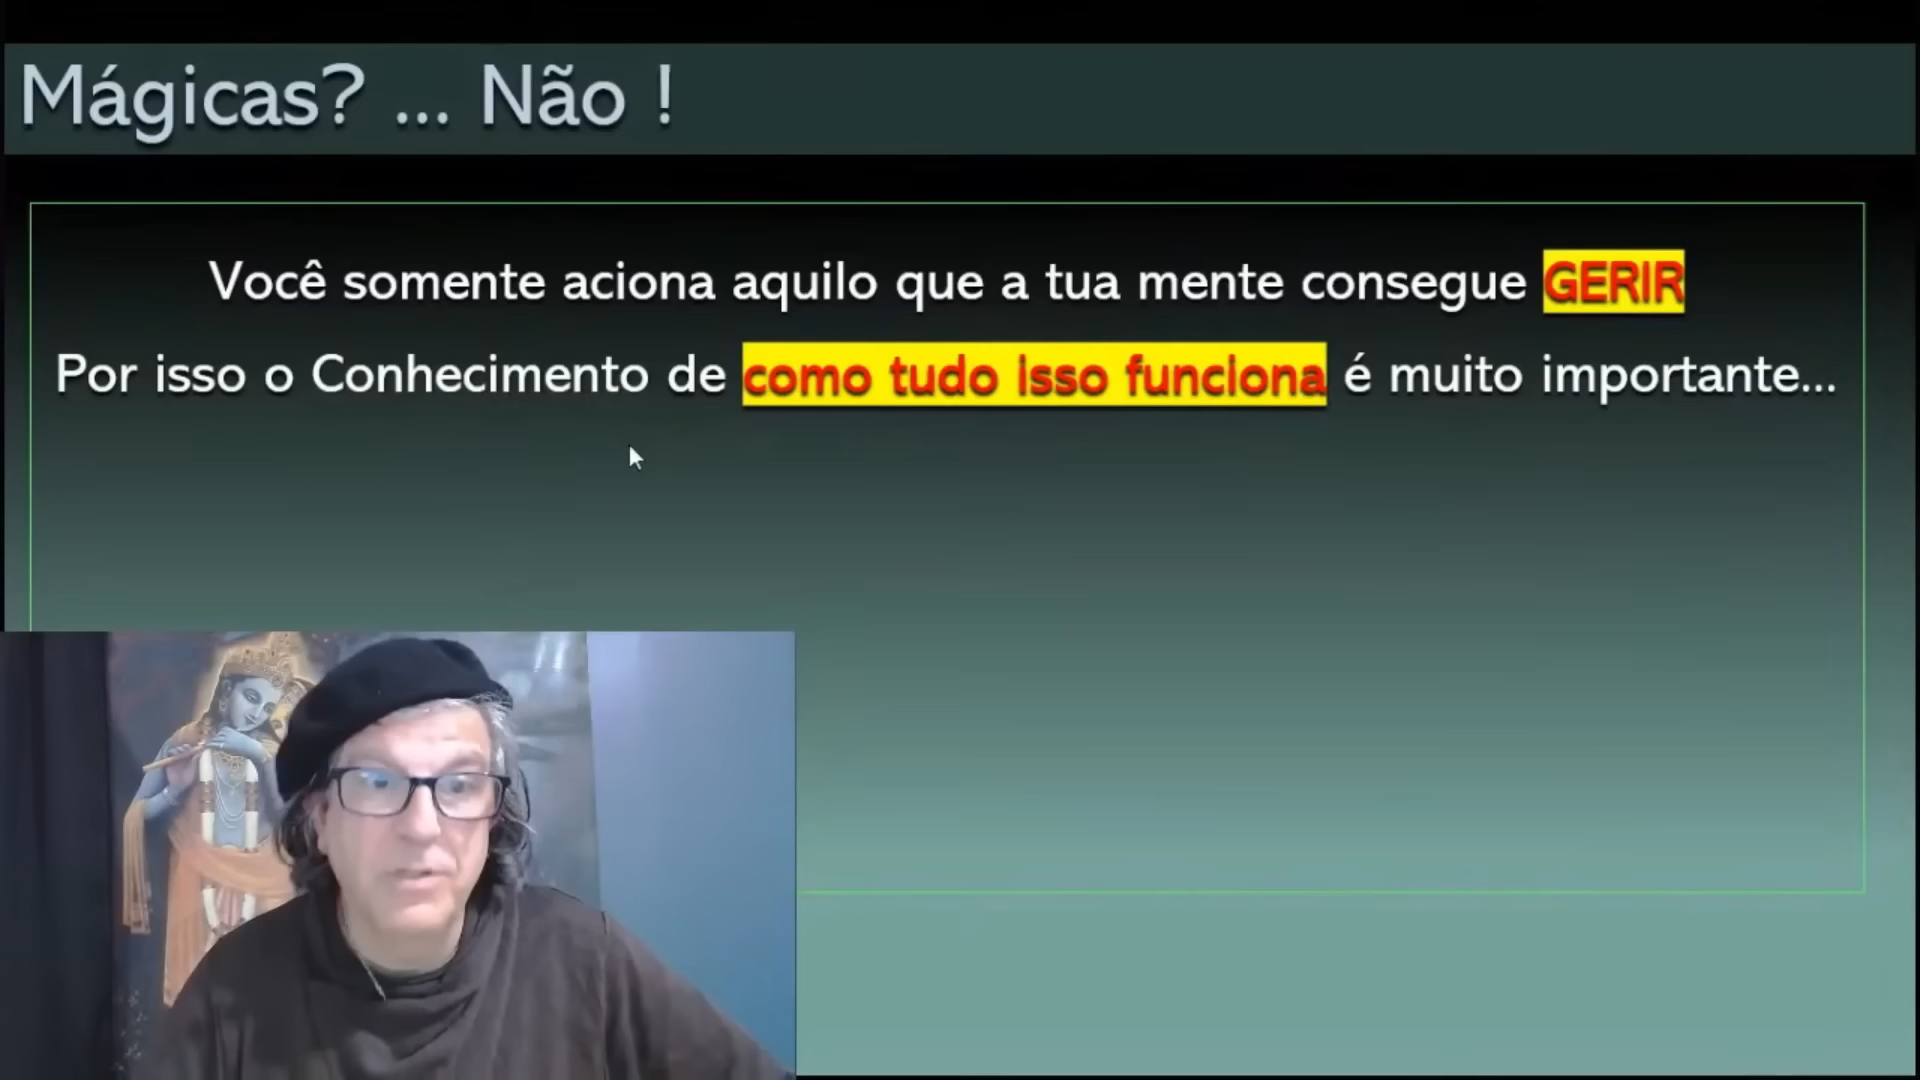 Mágicas? ... Não !
Você somente aciona aquilo que a tua mente consegue GERIR
Por isso o Conhecimento de como tudo isso funciona é muito importante...